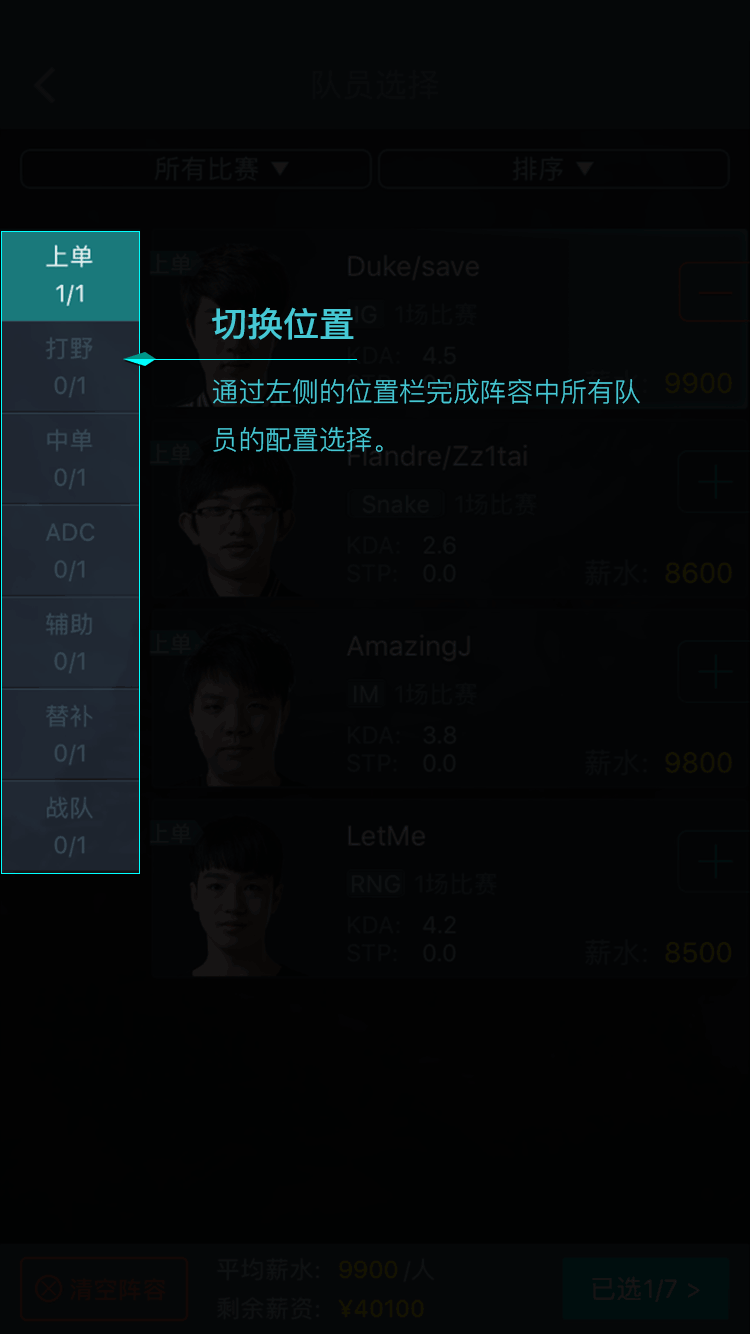 队员选择
所有比赛 ▼
排序 ▼
上单
1/1
打野
0/1
中单
0/1
ADC
0/1
辅助
0/1
替补
0/1
战队
0/1
切换位置
通过左侧的位置栏完成阵容中所有队
员的配置选择。
上单
Duke/save
1场比赛
4.5
9900
上单
Flandre/Zz1tai
Snake 1场比赛
KDA: 2.6
STP: 0.0
薪水: 8600
上单
AmazingJ
IM 1场比赛
KDA: 3.8
STP: 0.0
薪水: 9800
上单
LetMe
RNG 1场比赛
KDA: 4.2
STP: 0.0
薪水: 8500
清空阵容
平均薪水: 9900/人
剩余薪资: ¥40100
已选1/7 >